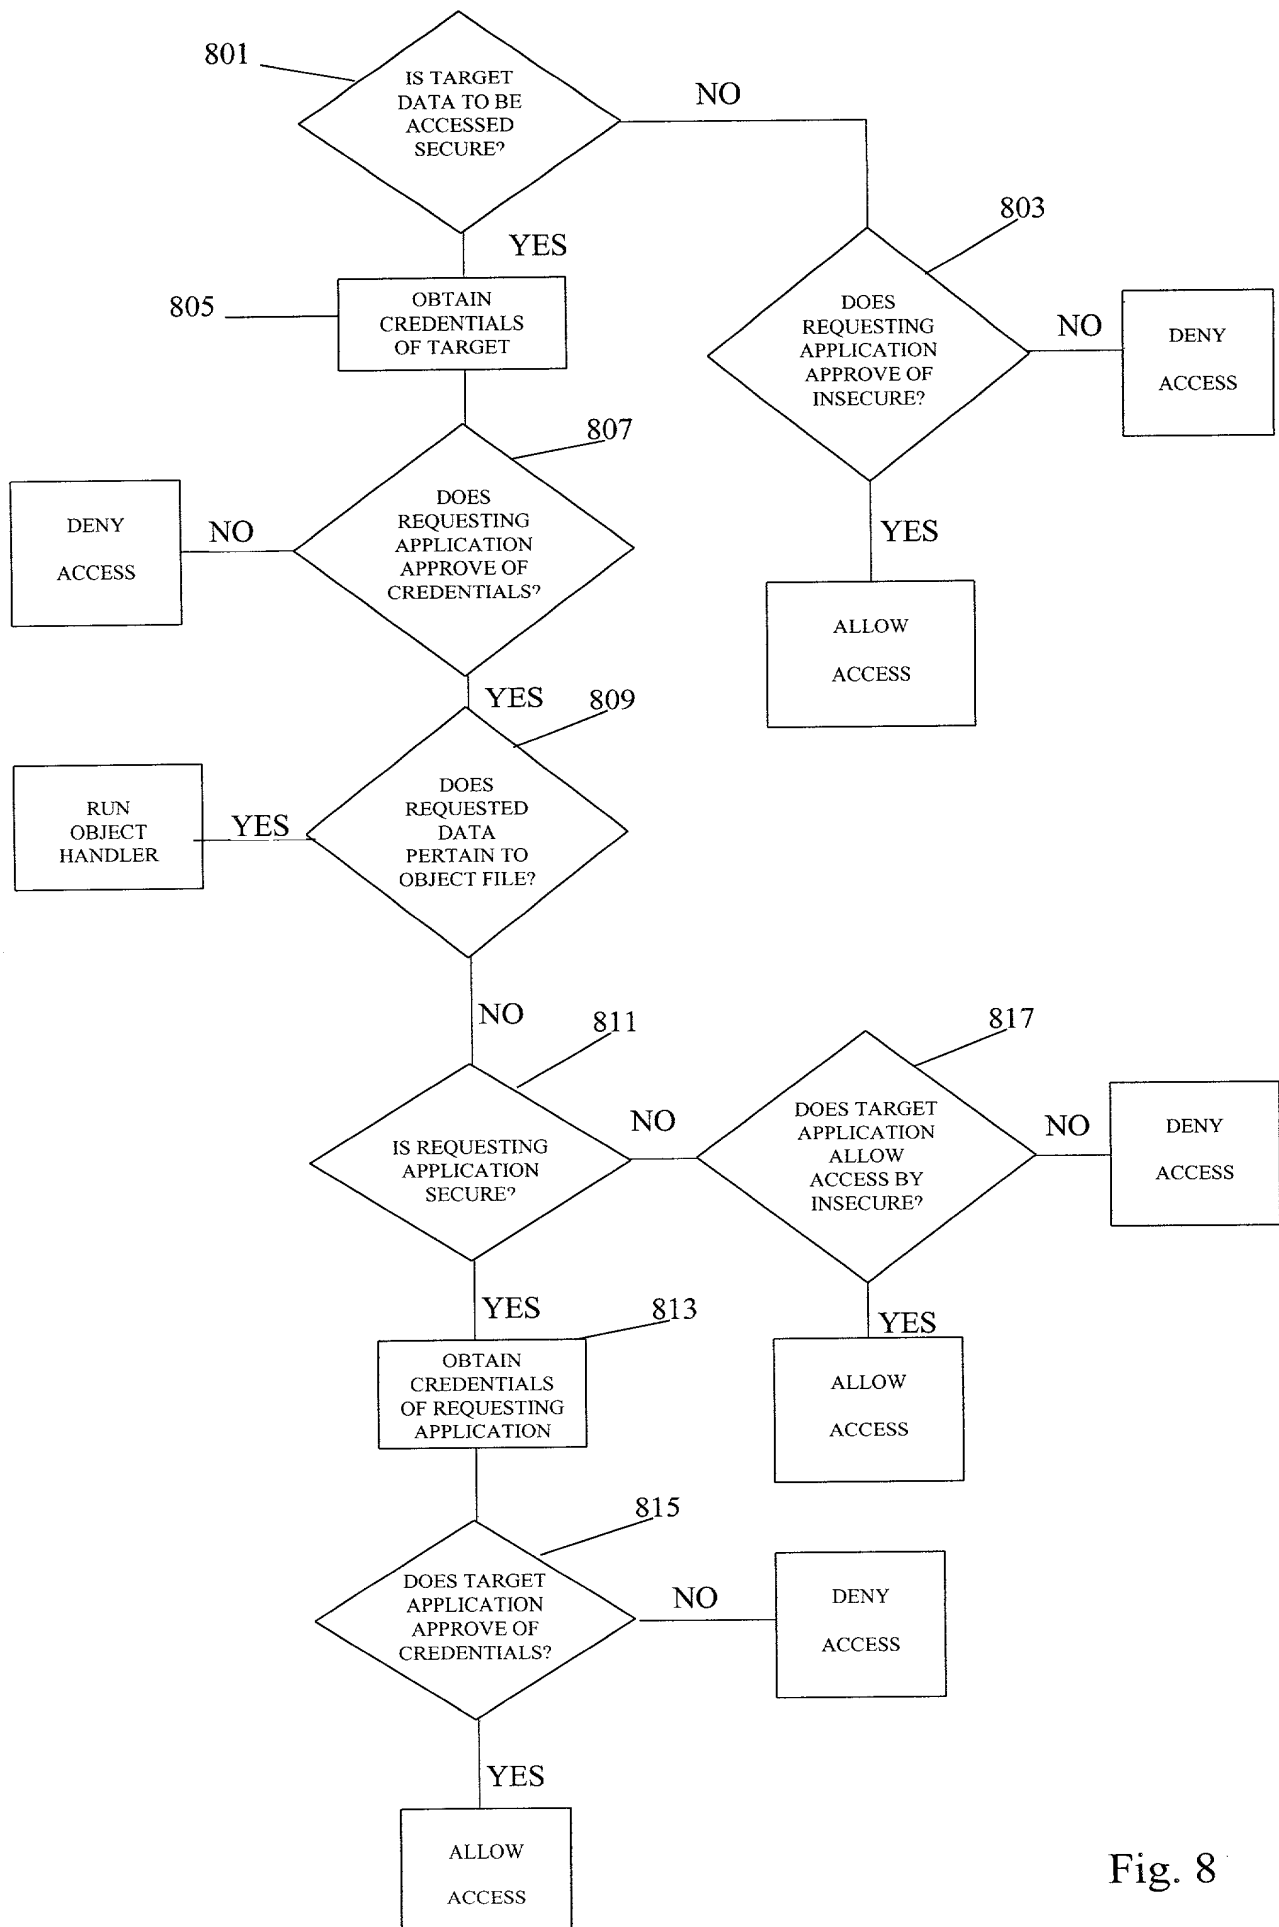 801
IS TARGET
DATA TO BE
ACCESSED
SECURE?
NO
YES
803
805
OBTAIN
CREDENTIALS
OF TARGET
DOES
REQUESTING
APPLICATION
APPROVE OF
INSECURE?
NO
DENY
ACCESS
807
DENY
ACCESS
NO
DOES
REQUESTING
APPLICATION
APPROVE OF
CREDENTIALS?
YES
ALLOW
ACCESS
YES
809
RUN
OBJECT
HANDLER
YES
DOES
REQUESTED
DATA
PERTAIN TO
OBJECT FILE?
NO
811
817
IS REQUESTING
APPLICATION
SECURE?
NO
DOES TARGET
APPLICATION
ALLOW
ACCESS BY
INSECURE?
NO
DENY
ACCESS
YES
813
YES
OBTAIN
CREDENTIALS
OF REQUESTING
APPLICATION
ALLOW
ACCESS
815
DOES TARGET
APPLICATION
APPROVE OF
CREDENTIALS?
NO
DENY
ACCESS
YES
ALLOW
ACCESS
Fig. 8